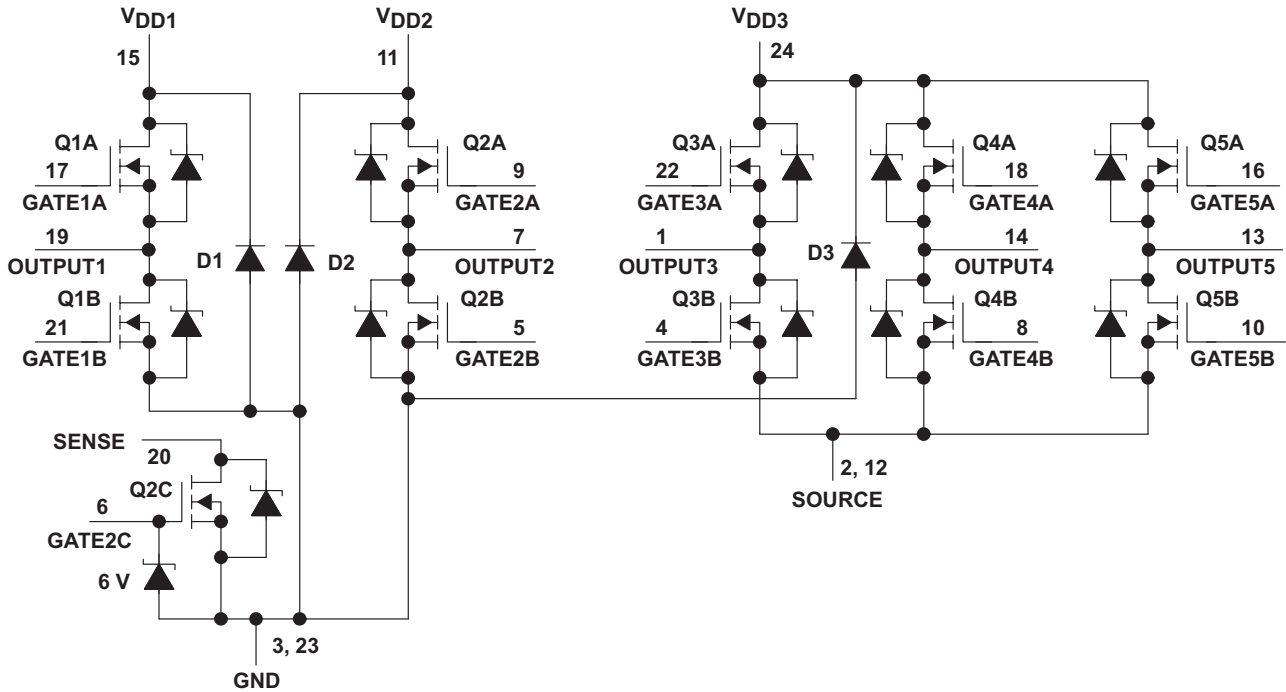 VDD1 VDD2 VDD3
15 11 24
Q1A Q2A Q3A Q4A Q5A
17 9 22 18 16
GATE1A GATE2A GATE3A GATE4A GATE5A
19 7 1 14 13
OUTPUT1 D1 D2 OUTPUT2 OUTPUT3 D3 OUTPUT4 OUTPUT5
Q1B Q2B Q3B Q4B Q5B
21 5 4 8 10
GATE1B GATE2B GATE3B GATE4B GATE5B
SENSE
20
Q2C
6
GATE2C
6 V
2, 12
SOURCE
3, 23
GND